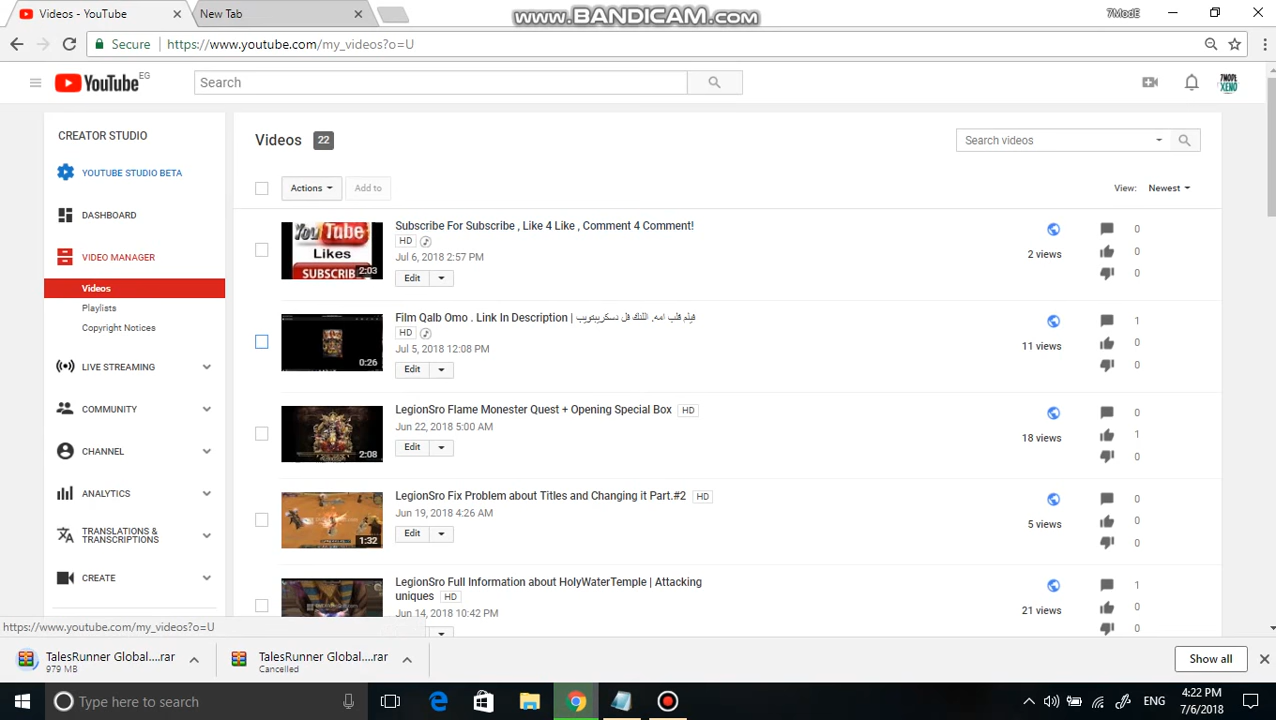 Videos - YouTube
New Tab
www.BANDICAM.com
7ModE
Secure
https://www.youtube.com/my_videos?o=U
YouTube EG
Search
7MODE XENO
CREATOR STUDIO
YOUTUBE STUDIO BETA
DASHBOARD
VIDEO MANAGER
Videos
Playlists
Copyright Notices
LIVE STREAMING
COMMUNITY
CHANNEL
ANALYTICS
TRANSLATIONS &
TRANSCRIPTIONS
CREATE
Videos 22
Search videos
Actions
Add to
View: Newest
YouTube
Likes
SUBSCRIB
2:03
Subscribe For Subscribe , Like 4 Like , Comment 4 Comment!
HD
Jul 6, 2018 2:57 PM
Edit
2 views
0
0
0
0:26
Film Qalb Omo . Link In Description | فيلم قلب امه. اللنك فل دسكريبتويب
HD
Jul 5, 2018 12:08 PM
Edit
11 views
1
0
0
2:08
LegionSro Flame Monester Quest + Opening Special Box HD
Jun 22, 2018 5:00 AM
Edit
18 views
0
1
0
1:32
LegionSro Fix Problem about Titles and Changing it Part.#2 HD
Jun 19, 2018 4:26 AM
Edit
5 views
0
0
0
LegionSro Full Information about HolyWaterTemple | Attacking
uniques HD
Jun 14, 2018 10:42 PM
21 views
1
0
0
https://www.youtube.com/my_videos?o=U
TalesRunner Global....rar
979 MB
TalesRunner Global....rar
Cancelled
Show all
Type here to search
ENG
4:22 PM
7/6/2018